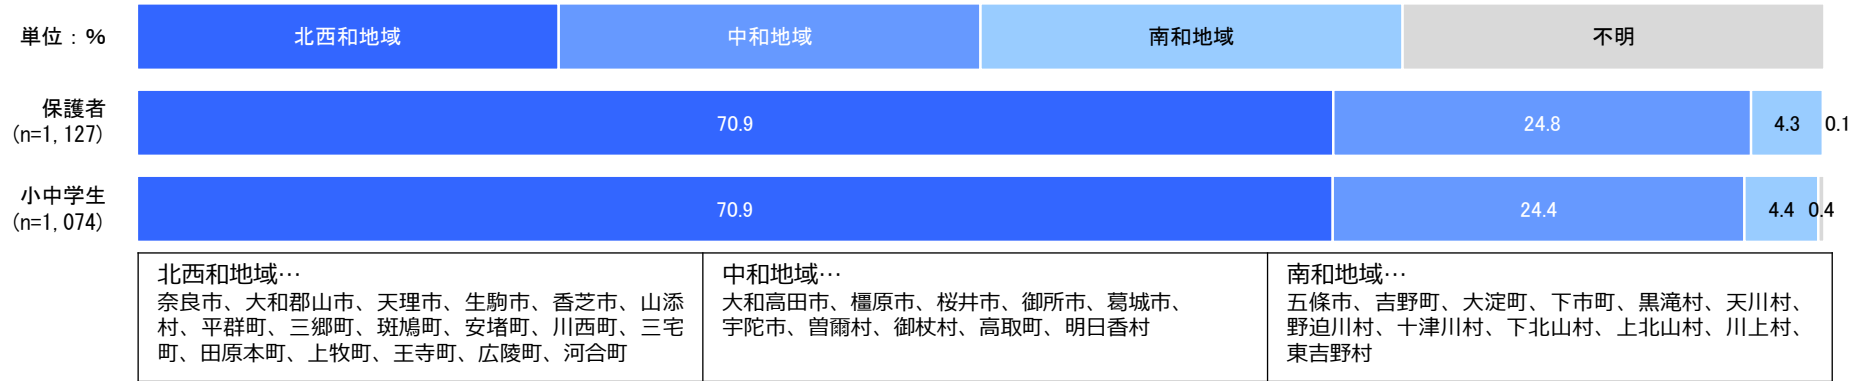 単位：％ 北西和地域 中和地域 南和地域 不明
保護者
(n=1,127)
70.9 24.8 4.3 0.1
小中学生
(n=1,074)
70.9 24.4 4.4 0.4
北西和地域…
奈良市、大和郡山市、天理市、生駒市、香芝市、山添
村、平群町、三郷町、斑鳩町、安堵町、川西町、三宅
町、田原本町、上牧町、王寺町、広陵町、河合町
中和地域…
大和高田市、橿原市、桜井市、御所市、葛城市、
宇陀市、曽爾村、御杖村、高取町、明日香村
南和地域…
五條市、吉野町、大淀町、下市町、黒滝村、天川村、
野迫川村、十津川村、下北山村、上北山村、川上村、
東吉野村